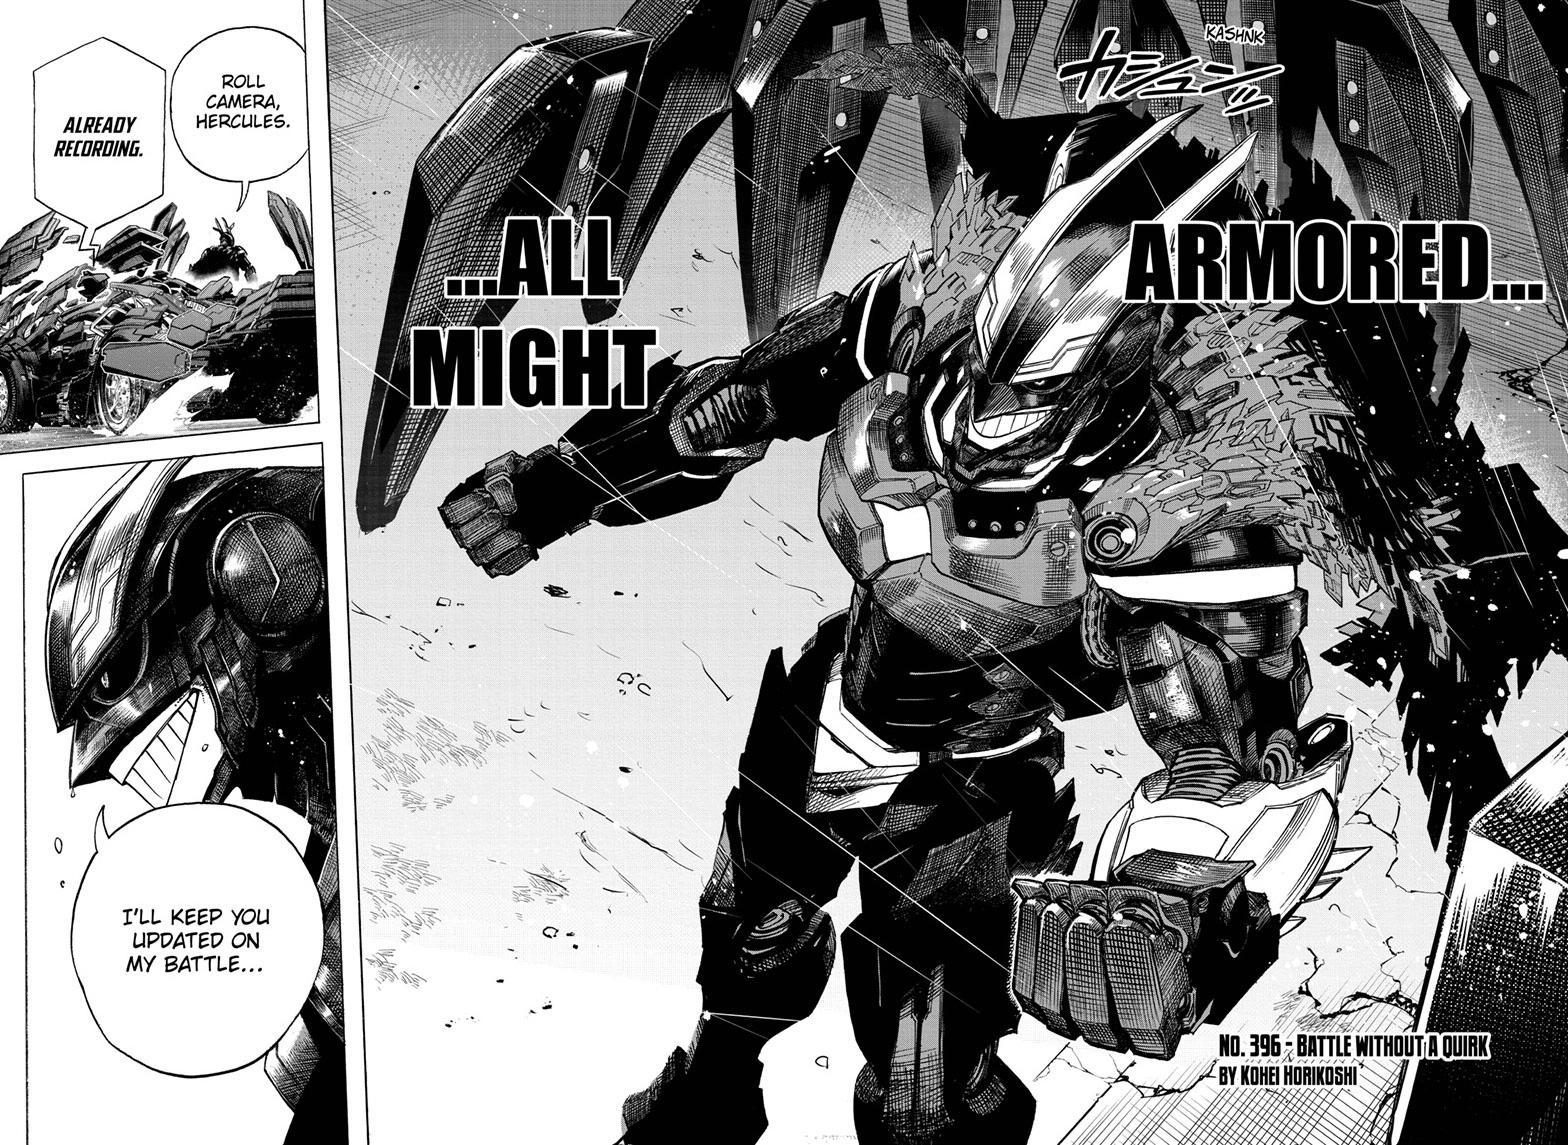 KASHNK
カシュンッ
ARMORED...
...ALL
MIGHT
NO. 396 - BATTLE WITHOUT A QUIRK
BY KOHEI HORIKOSHI
ROLL
CAMERA,
HERCULES.
ALREADY
RECORDING.
I'LL KEEP YOU
UPDATED ON
MY BATTLE...